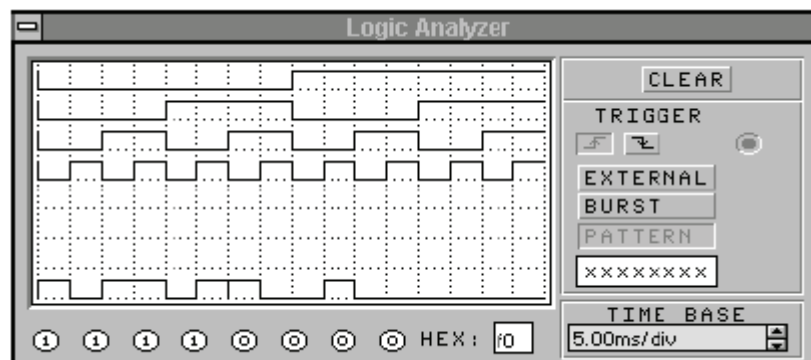 Logic Analyzer
CLEAR
TRIGGER
EXTERNAL
BURST
PATTERN
xxxxxxxx
1 1 1 1 0 0 0 0 HEX: f0
TIME BASE
5.00ms/div